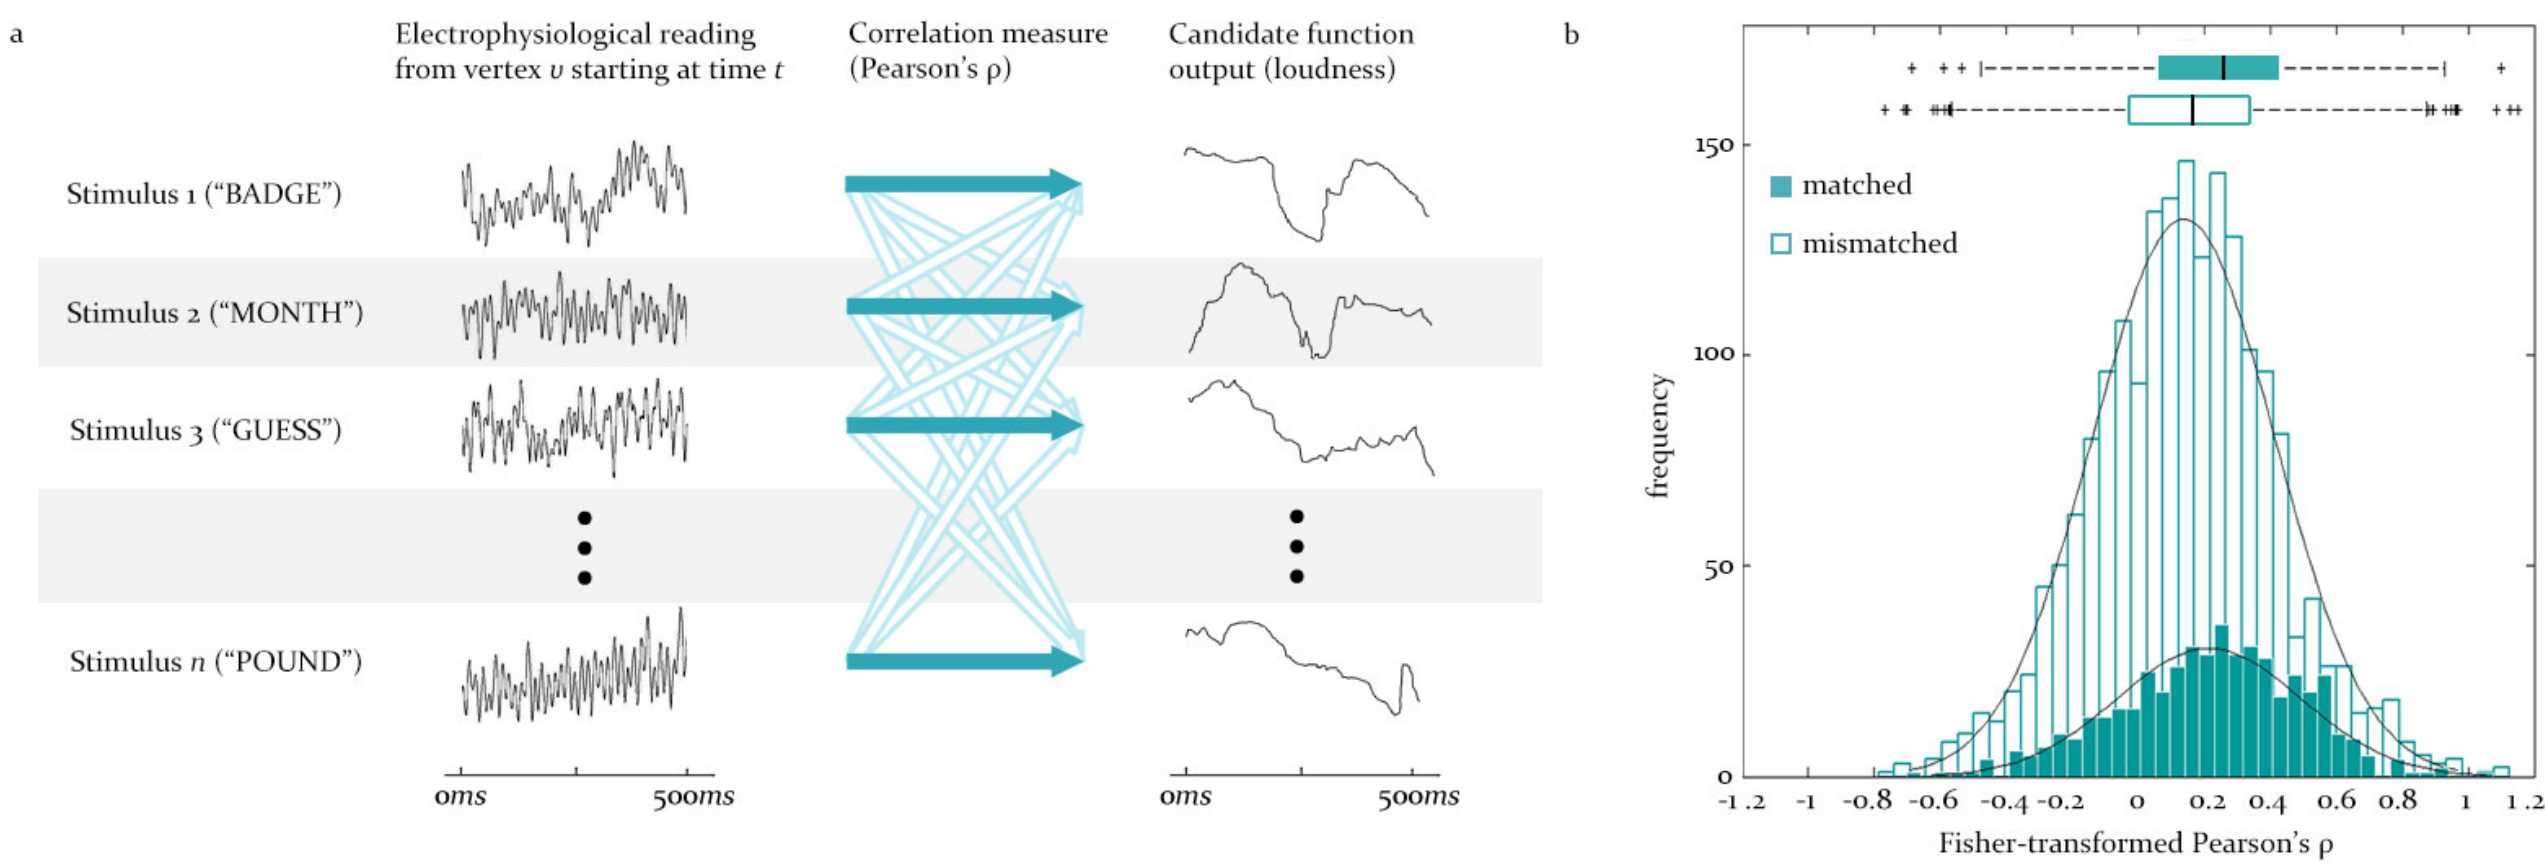 a
Electrophysiological reading
from vertex υ starting at time t
Correlation measure
(Pearson's ρ)
Candidate function
output (loudness)
Stimulus 1 (“BADGE”)
Stimulus 2 (“MONTH”)
Stimulus 3 (“GUESS”)
Stimulus n (“POUND”)
0ms 500ms
0ms 500ms
b
matched
mismatched
frequency
150
100
50
0
-1.2 -1 -0.8 -0.6 -0.4 -0.2 0 0.2 0.4 0.6 0.8 1 1.2
Fisher-transformed Pearson's ρ